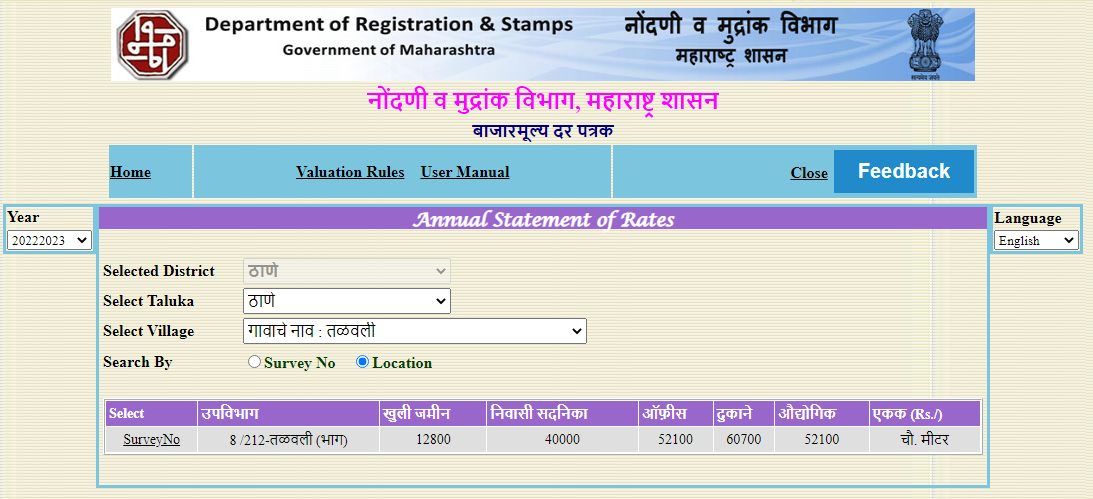 Department of Registration & Stamps
Government of Maharashtra
नोंदणी व मुद्रांक विभाग
महाराष्ट्र शासन
नोंदणी व मुद्रांक विभाग, महाराष्ट्र शासन
बाजारमूल्य दर पत्रक
Home Valuation Rules User Manual Close Feedback
Year
20222023
Annual Statement of Rates
Language
English
Selected District ठाणे
Select Taluka ठाणे
Select Village गावाचे नाव : तळवली
Search By Survey No Location
Select उपविभाग खुली जमीन निवासी सदनिका ऑफ़ीस दुकाने औद्योगिक एकक (Rs./)
SurveyNo 8 /212-तळवली (भाग) 12800 40000 52100 60700 52100 चौ. मीटर